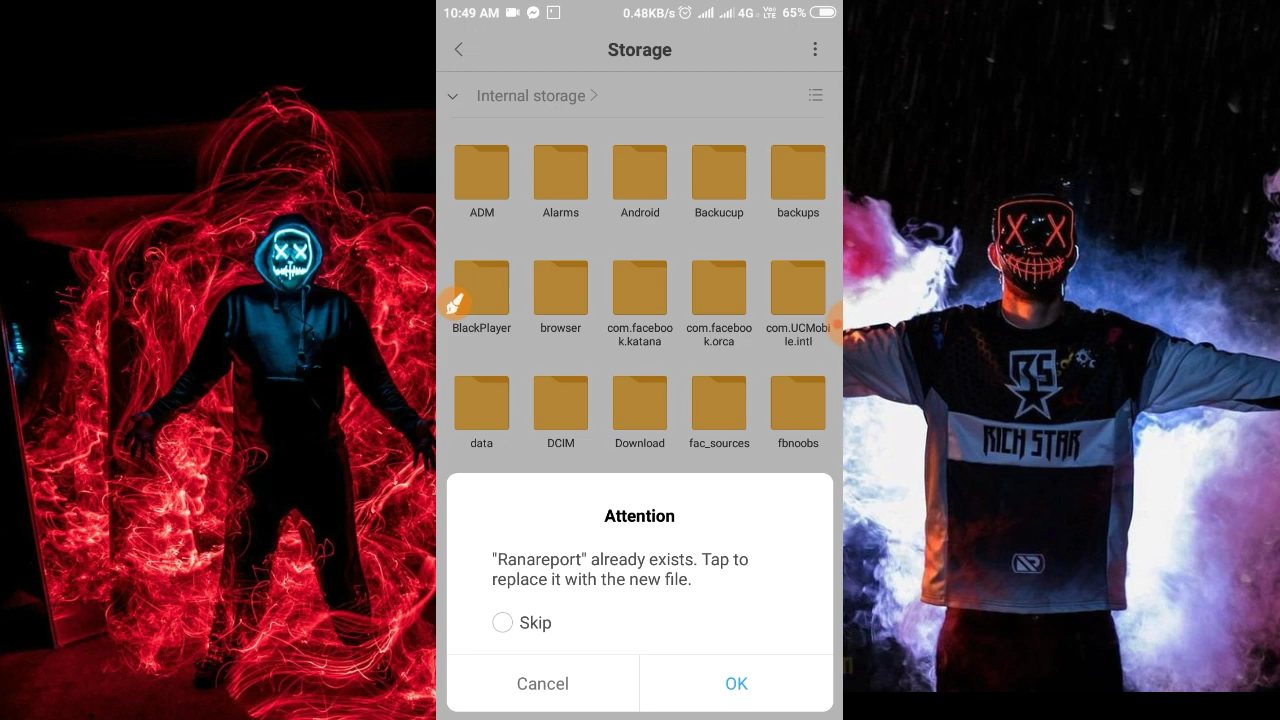 10:49 AM 0.48KB/s 4G Vo LTE 65%
Storage
Internal storage
ADM Alarms Android Backucup backups
BlackPlayer browser com.faceboo com.faceboo com.UCMobi
k.katana k.orca le.intl
data DCIM Download fac_sources fbnoobs
Attention
"Ranareport" already exists. Tap to
replace it with the new file.
Skip
Cancel OK
RS
RICH STAR